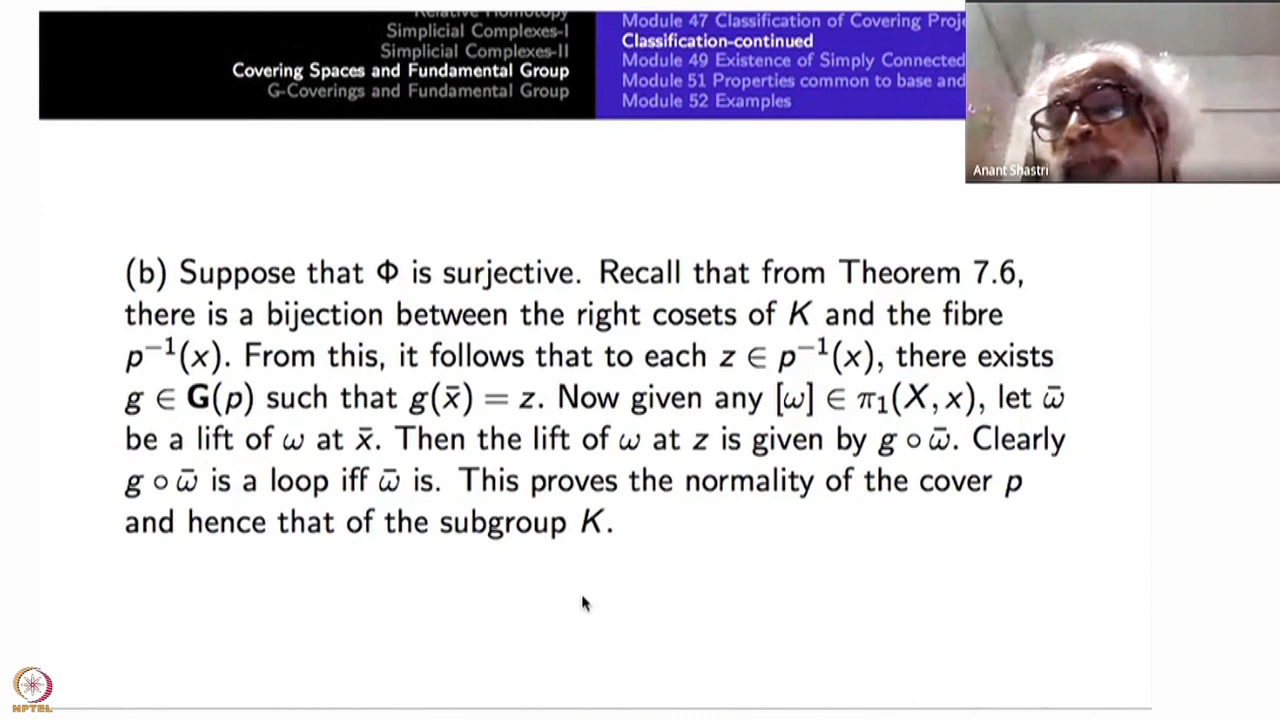 Relative Homotopy
Simplicial Complexes-I
Simplicial Complexes-II
Covering Spaces and Fundamental Group
G-Coverings and Fundamental Group
Module 47 Classification of Covering Proje
Classification-continued
Module 49 Existence of Simply Connected
Module 51 Properties common to base and
Module 52 Examples
Anant Shastri
(b) Suppose that Φ is surjective. Recall that from Theorem 7.6,
there is a bijection between the right cosets of K and the fibre
p⁻¹(x). From this, it follows that to each z ∈ p⁻¹(x), there exists
g ∈ G(p) such that g(x̄) = z. Now given any [ω] ∈ π₁(X, x), let ω̄
be a lift of ω at x̄. Then the lift of ω at z is given by g ∘ ω̄. Clearly
g ∘ ω̄ is a loop iff ω̄ is. This proves the normality of the cover p
and hence that of the subgroup K.
NPTEL